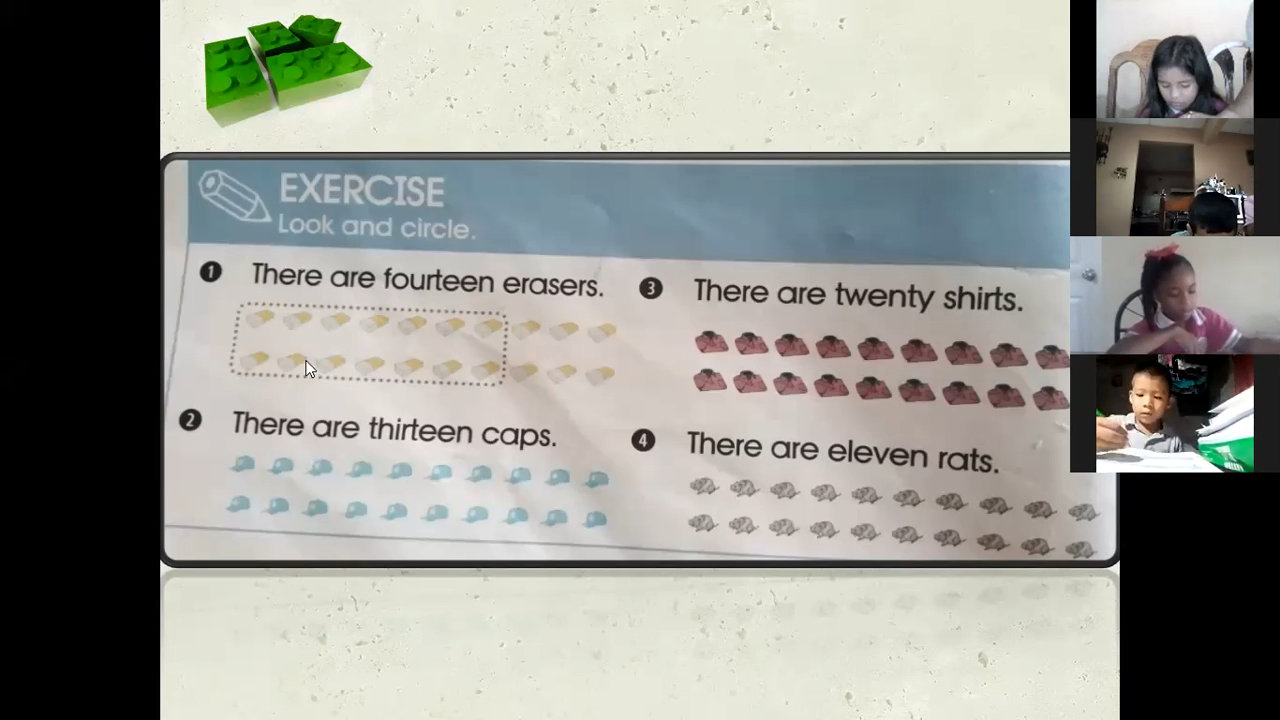 EXERCISE
Look and circle.
1 There are fourteen erasers.
2 There are thirteen caps.
3 There are twenty shirts.
4 There are eleven rats.